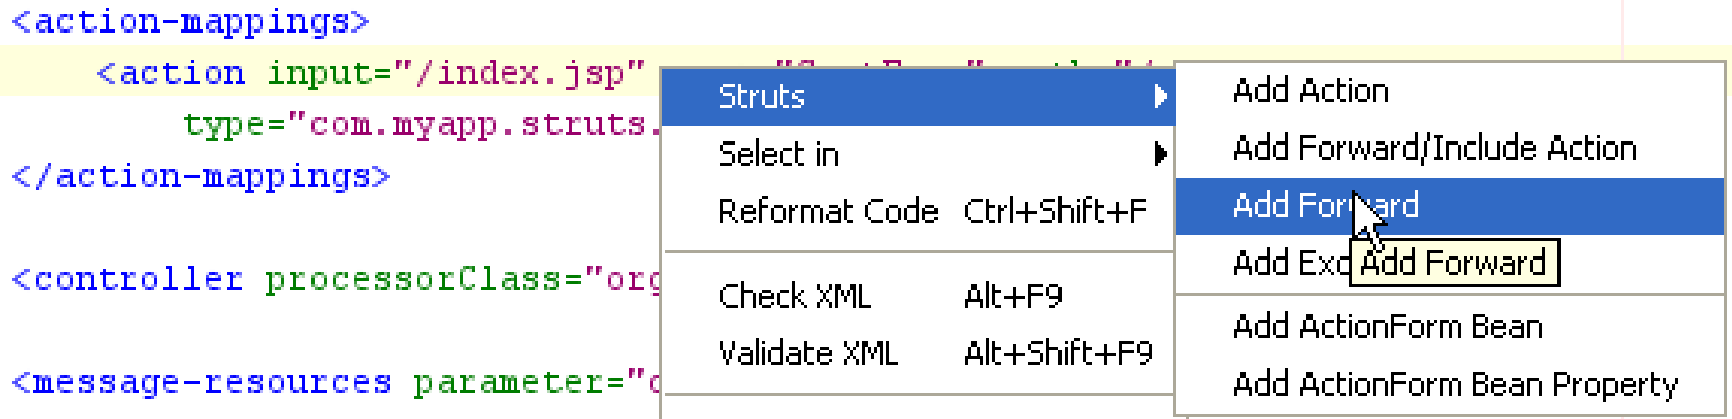 <action-mappings>
<action input="/index.jsp"
type="com.myapp.struts.
</action-mappings>
<controller processorClass="org
<message-resources parameter="
Struts
Select in
Reformat Code Ctrl+Shift+F
Check XML Alt+F9
Validate XML Alt+Shift+F9
Add Action
Add Forward/Include Action
Add Forward
Add Forward
Add ActionForm Bean
Add ActionForm Bean Property